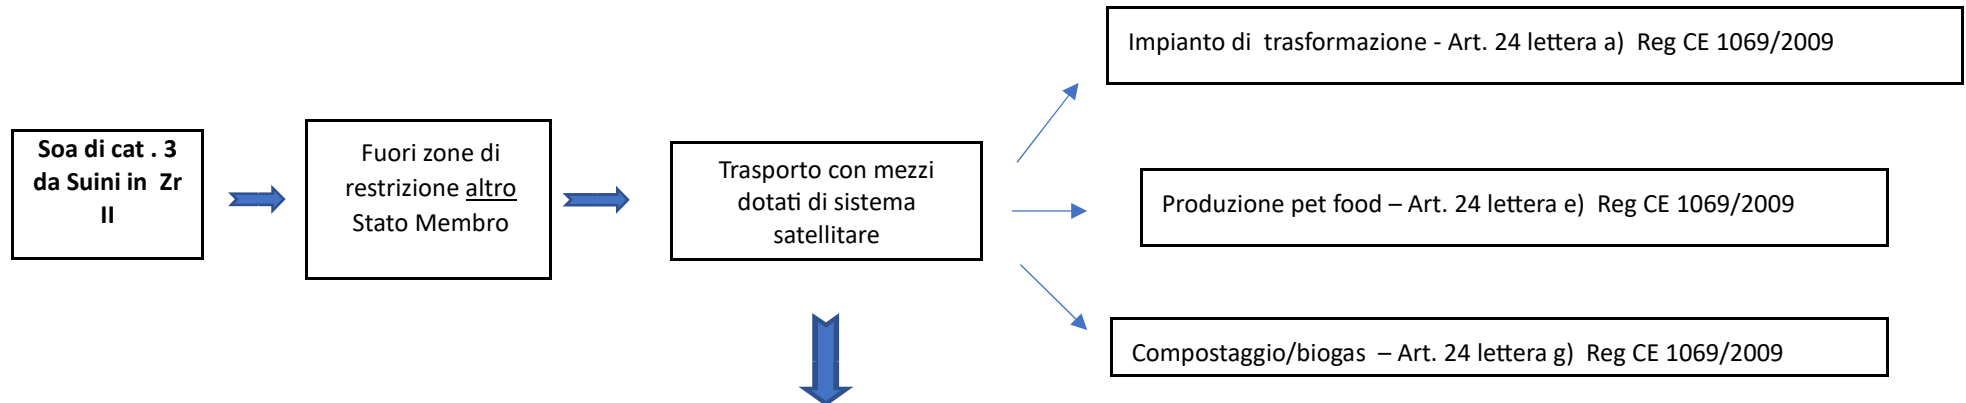 Impianto di trasformazione - Art. 24 lettera a) Reg CE 1069/2009
Soa di cat . 3
da Suini in Zr
II
Fuori zone di
restrizione altro
Stato Membro
Trasporto con mezzi
dotati di sistema
satellitare
Produzione pet food – Art. 24 lettera e) Reg CE 1069/2009
Compostaggio/biogas – Art. 24 lettera g) Reg CE 1069/2009